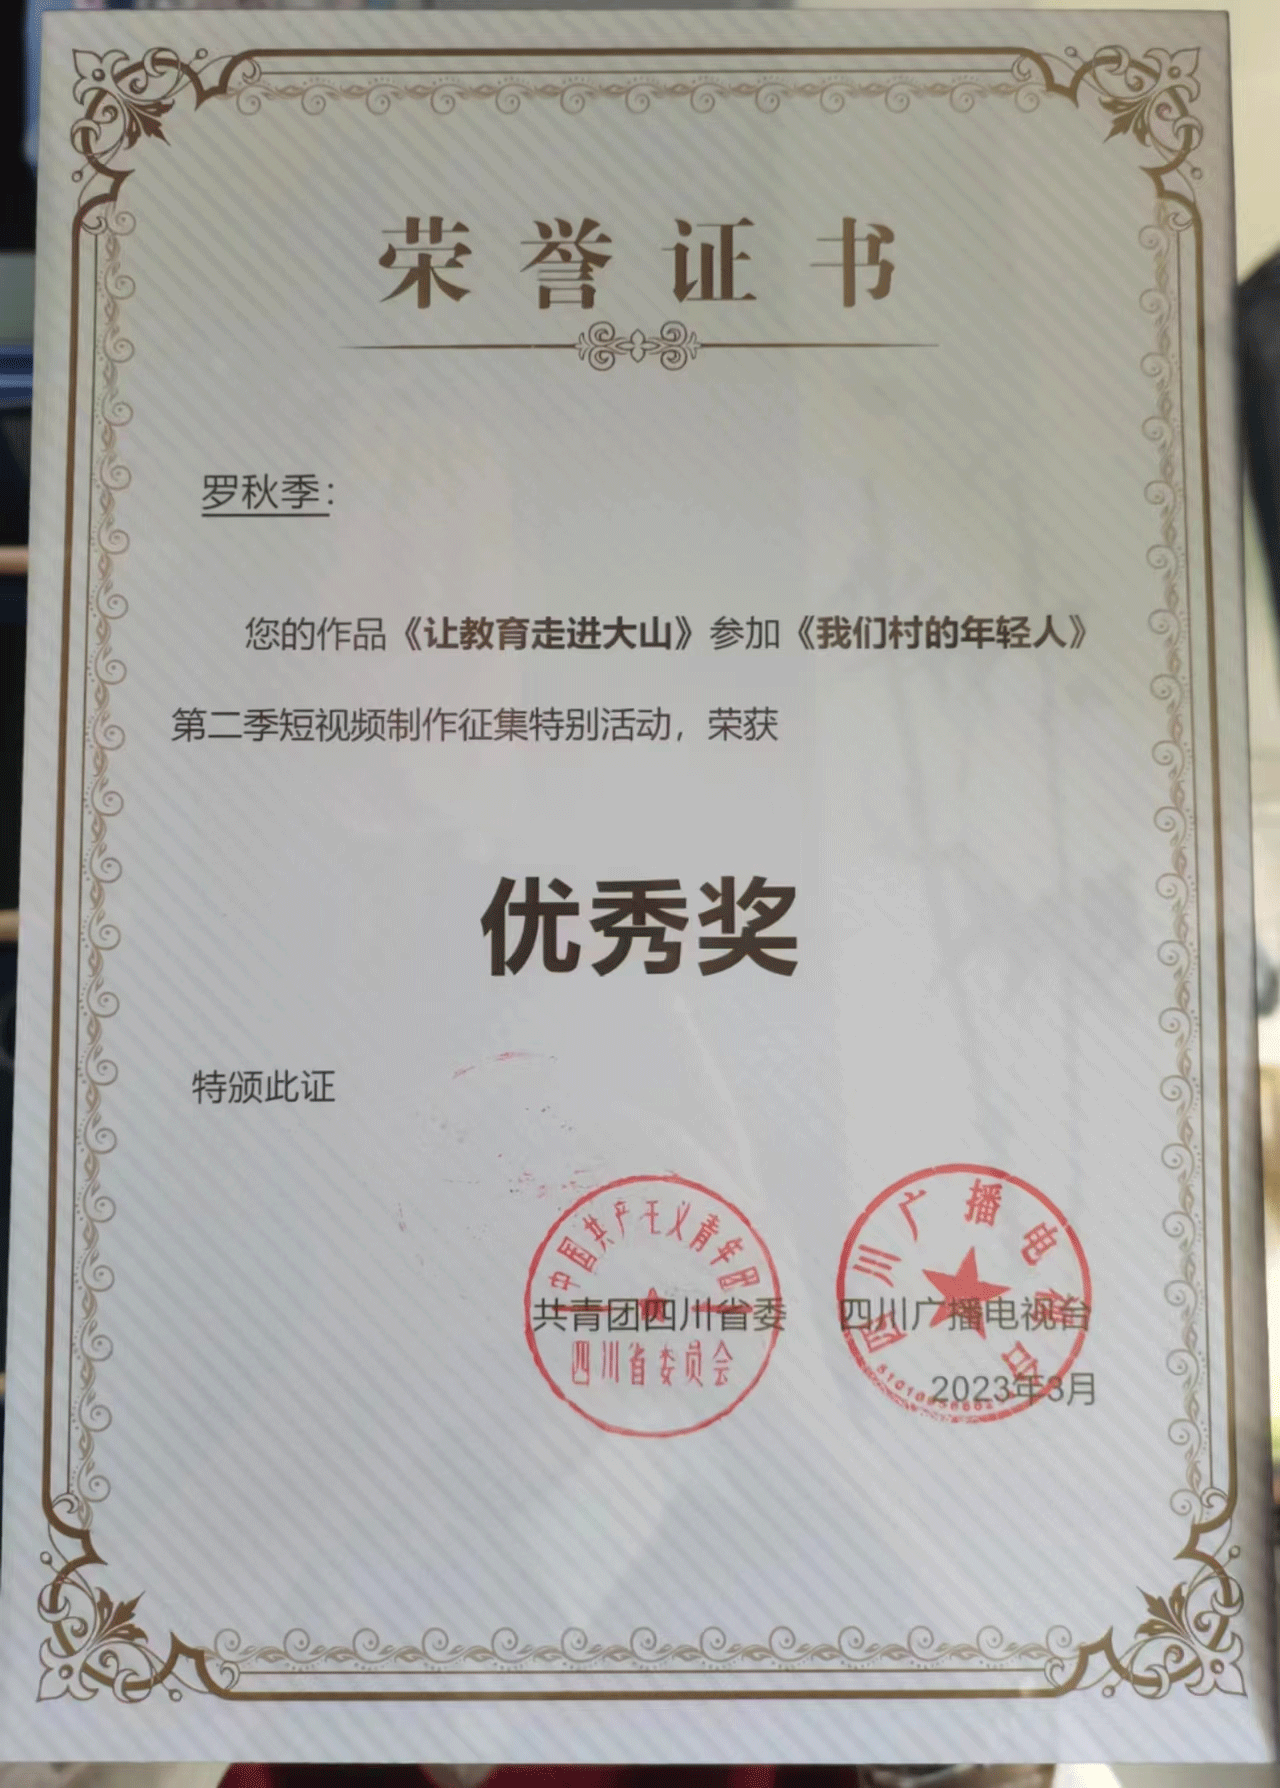 荣誉证书
罗秋季：
您的作品《让教育走进大山》参加《我们村的年轻人》
第二季短视频制作征集特别活动，荣获
优秀奖
特颁此证
中国共产主义青年团
四川省委员会
共青团四川省委
四川广播电视台
四川广播电视台
2023年3月